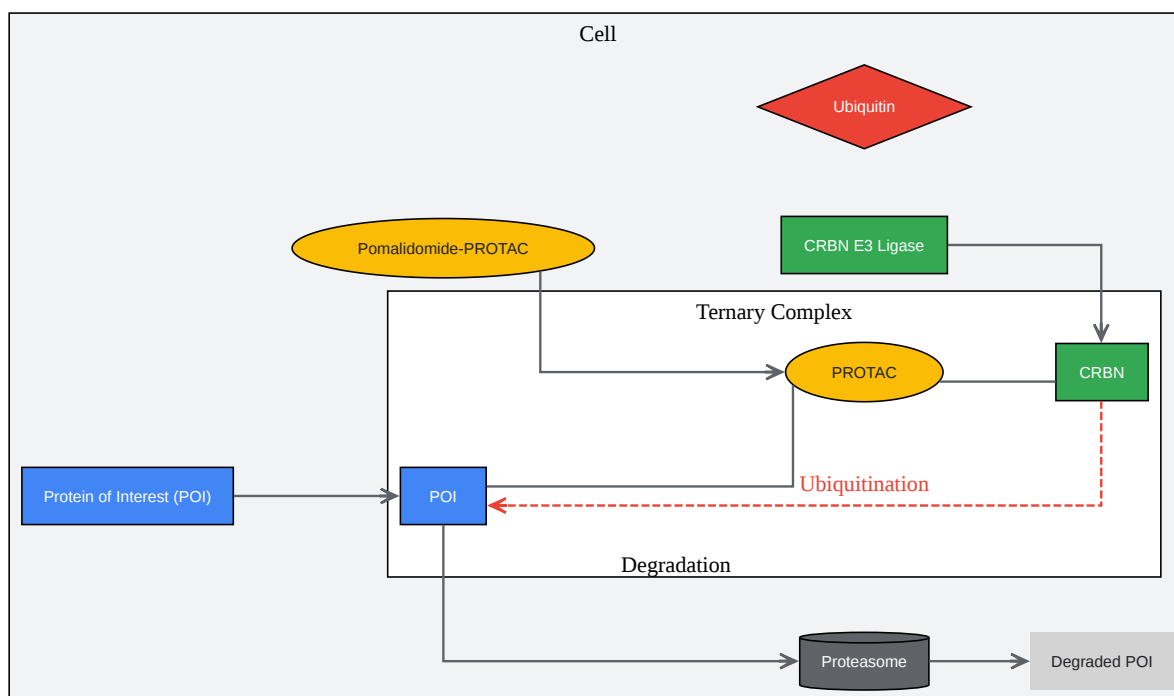 Cell
Ubiquitin
Pomalidomide-PROTAC
CRBN E3 Ligase
Ternary Complex
PROTAC
CRBN
Protein of Interest (POI)
POI
Ubiquitination
Degradation
Proteasome
Degraded POI